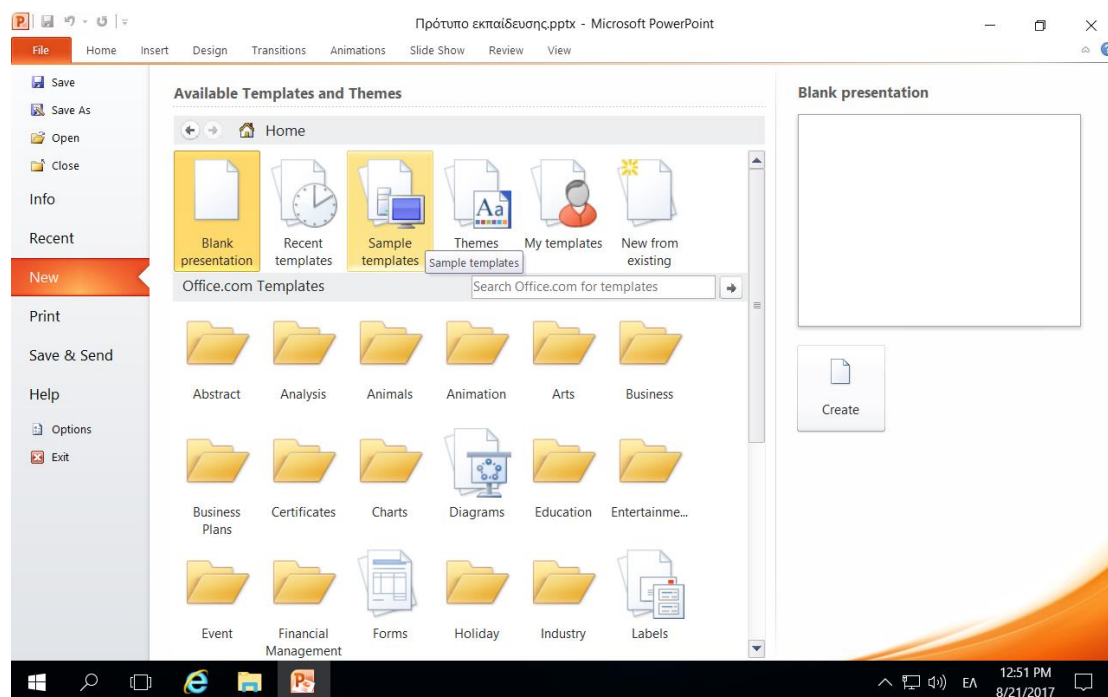 Πρότυπο εκπαίδευσης.pptx - Microsoft PowerPoint
File Home Insert Design Transitions Animations Slide Show Review View
Save
Save As
Open
Close
Info
Recent
New
Print
Save & Send
Help
Options
Exit
Available Templates and Themes
Home
Blank presentation
Recent templates
Sample templates
Themes
My templates
New from existing
Sample templates
Office.com Templates
Search Office.com for templates
Abstract
Analysis
Animals
Animation
Arts
Business
Business Plans
Certificates
Charts
Diagrams
Education
Entertainme...
Event
Financial Management
Forms
Holiday
Industry
Labels
Blank presentation
Create
ΕΛ
12:51 PM
8/21/2017